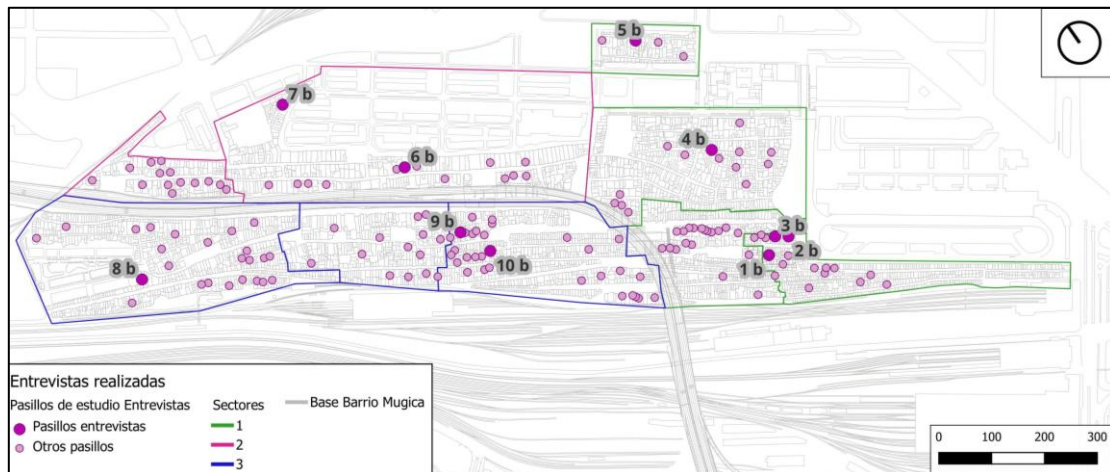 5 b
7 b
4 b
6 b
9 b
3 b
10 b
2 b
1 b
8 b
Entrevistas realizadas
Pasillos de estudio Entrevistas
Pasillos entrevistas
Otros pasillos
Sectores
1
2
3
Base Barrio Mugica
0 100 200 300